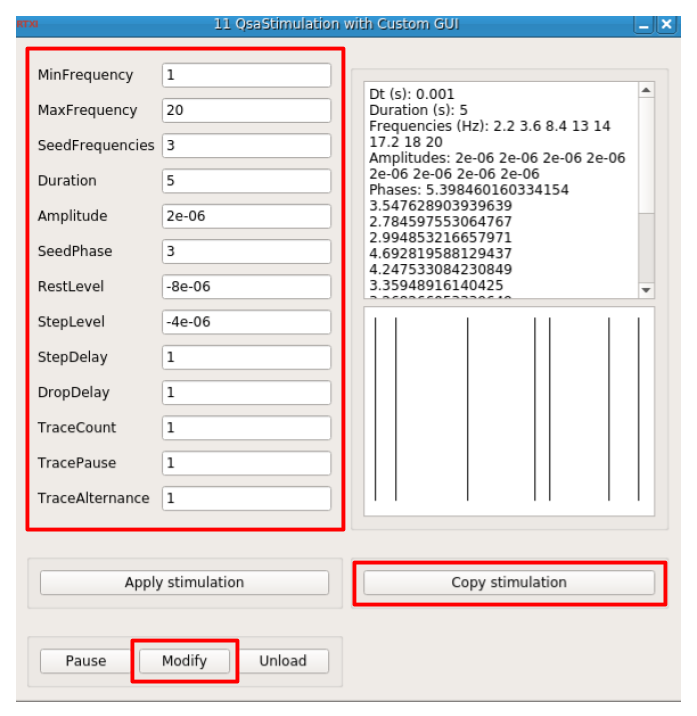 11 QsaStimulation with Custom GUI
MinFrequency 1
MaxFrequency 20
SeedFrequencies 3
Duration 5
Amplitude 2e-06
SeedPhase 3
RestLevel -8e-06
StepLevel -4e-06
StepDelay 1
DropDelay 1
TraceCount 1
TracePause 1
TraceAlternance 1
Dt (s): 0.001
Duration (s): 5
Frequencies (Hz): 2.2 3.6 8.4 13 14
17.2 18 20
Amplitudes: 2e-06 2e-06 2e-06 2e-06
2e-06 2e-06 2e-06 2e-06
Phases: 5.398460160334154
3.547628903939639
2.784597553064767
2.994853216657971
4.692819588129437
4.247533084230849
3.35948916140425
Apply stimulation
Copy stimulation
Pause Modify Unload